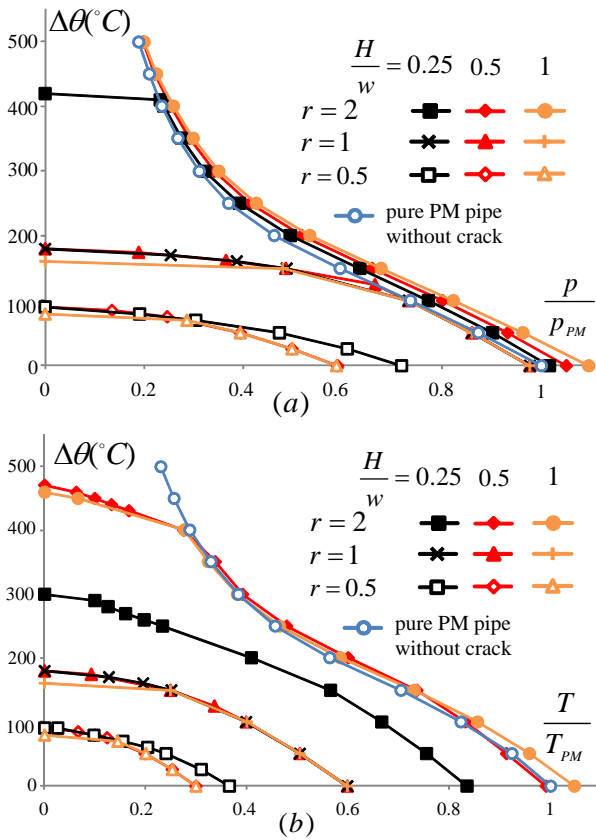 Δθ(°C)
H/w = 0.25 0.5 1
r = 2
r = 1
r = 0.5
pure PM pipe
without crack
500
400
300
200
100
0
p/p_PM
0 0.2 0.4 0.6 0.8 1
(a)
Δθ(°C)
H/w = 0.25 0.5 1
r = 2
r = 1
r = 0.5
pure PM pipe
without crack
500
400
300
200
100
0
T/T_PM
0 0.2 0.4 0.6 0.8 1
(b)